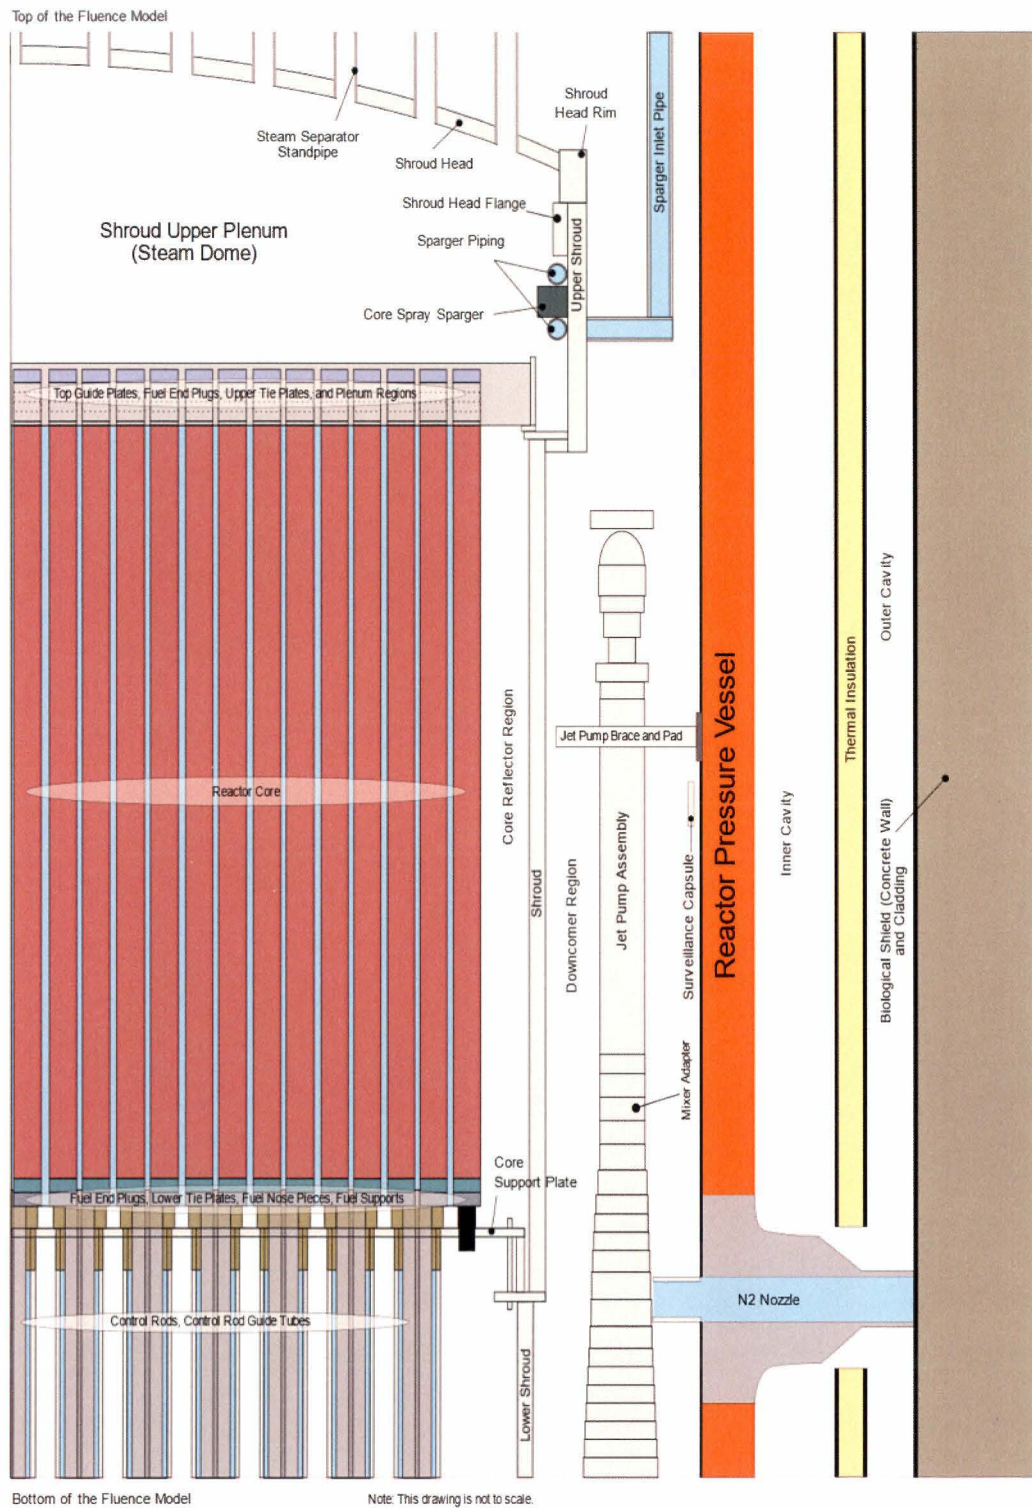 Top of the Fluence Model
Shroud
Head Rim
Steam Separator
Standpipe
Shroud Head
Sparger Inlet Pipe
Shroud Head Flange
Shroud Upper Plenum
(Steam Dome)
Sparger Piping
Upper Shroud
Core Spray Sparger
Top Guide Plates, Fuel End Plugs, Upper Tie Plates, and Plenum Regions
Reactor Core
Core Reflector Region
Shroud
Downcomer Region
Jet Pump Brace and Pad
Jet Pump Assembly
Surveillance Capsule
Mixer Adapter
Reactor Pressure Vessel
Inner Cavity
Thermal Insulation
Outer Cavity
Biological Shield (Concrete Wall)
and Cladding
Core
Support Plate
Fuel End Plugs, Lower Tie Plates, Fuel Nose Pieces, Fuel Supports
N2 Nozzle
Control Rods, Control Rod Guide Tubes
Lower Shroud
Bottom of the Fluence Model
Note: This drawing is not to scale.